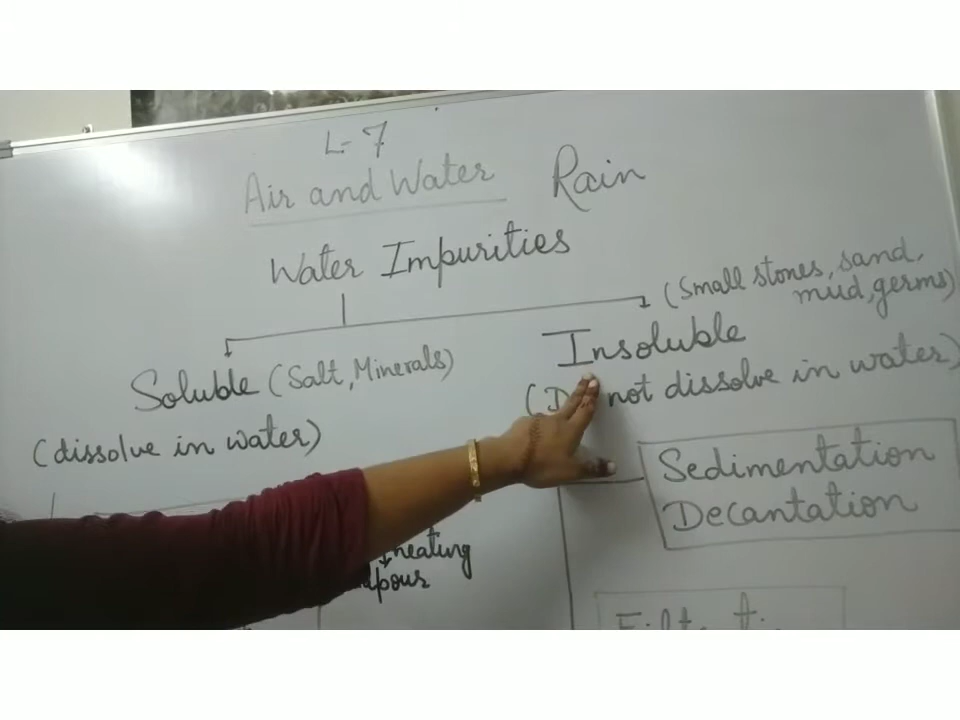 L-7
Air and Water Rain
Water Impurities
(Small stones, sand,
mud, germs)
Insoluble
Soluble (Salt, Minerals)
not dissolve in water)
(dissolve in water)
Sedimentation
Decantation
heating